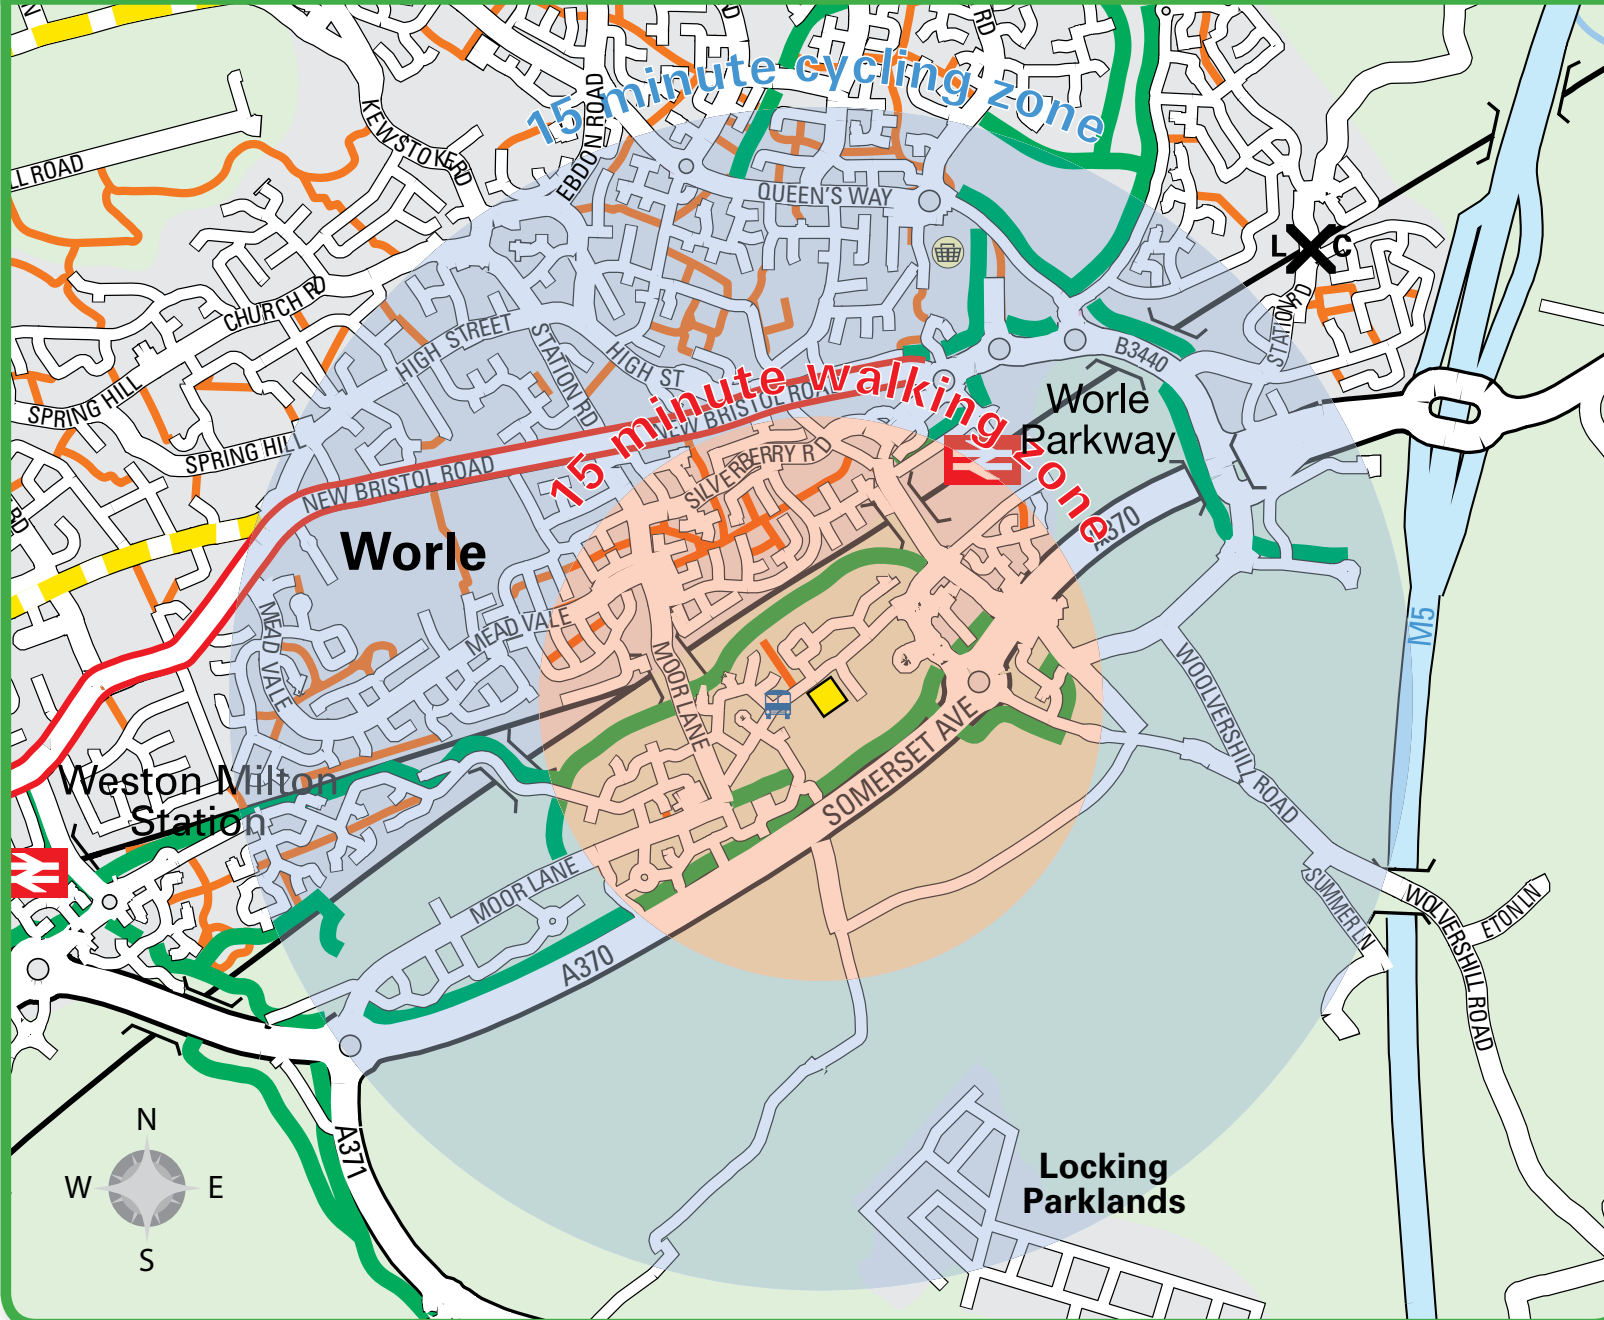 15 minute cycling zone
RD
RD
EBDON ROAD
KEWSTOKE RD
LL ROAD
QUEEN'S WAY
L C
CHURCH RD
STATION RD
HIGH STREET
STATION RD
HIGH ST
B3440
SPRING HILL
SPRING HILL
15 minute walking zone
NEW BRISTOL ROAD
NEW BRISTOL ROAD
Worle
Parkway
SILVERBERRY RD
RD
A370
Worle
MEAD VALE
MEAD VALE
MOOR LANE
M5
WOOLVERSHILL ROAD
SOMERSET AVE
Weston Milton
Station
MOOR LANE
SUMMER LN
WOLVERSHILL ROAD
ETON LN
A370
A371
N
W E
S
Locking
Parklands